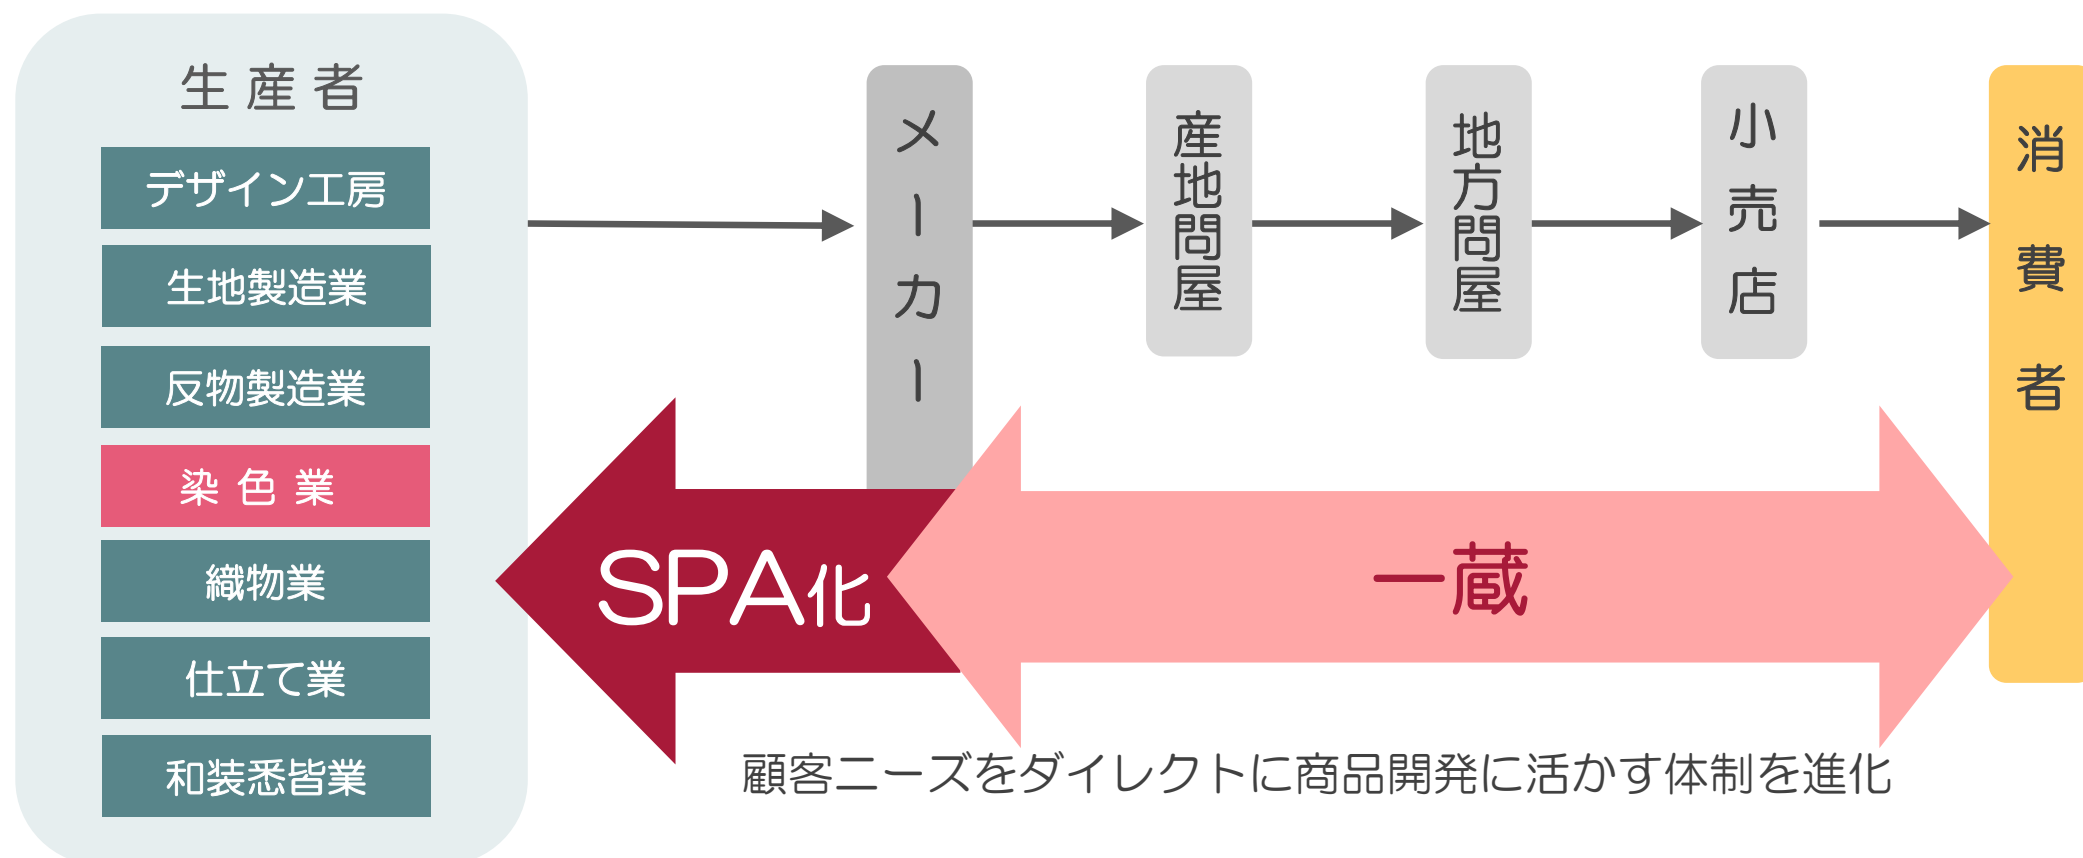 生産者
デザイン工房
生地製造業
反物製造業
染色業
織物業
仕立て業
和装悉皆業
メーカー
産地問屋
地方問屋
小売店
消費者
SPA化
一蔵
顧客ニーズをダイレクトに商品開発に活かす体制を進化